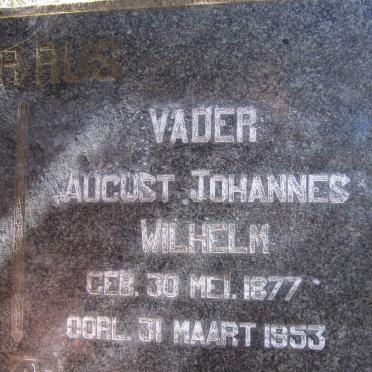 RUS
VADER
AUGUST JOHANNES
WILHELM
GEB. 30 MEI. 1877
OORL. 31 MAART 1953